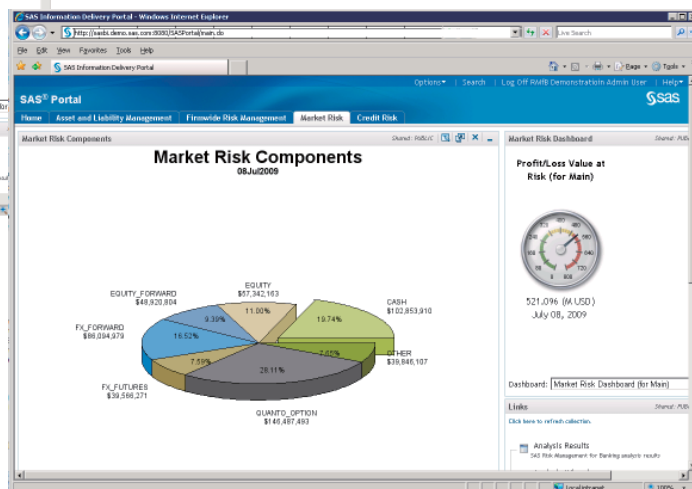 SAS Information Delivery Portal - Windows Internet Explorer
http://sasbi.demo.sas.com:8080/SASPortal/main.do
Live Search
File Edit View Favorites Tools Help
SAS Information Delivery Portal
Page Tools
Options | Search | Log Off RMfB Demonstration Admin User | Help
SAS® Portal
sas
Home Asset and Liability Management Firmwide Risk Management Market Risk Credit Risk
Market Risk Components
Shared: PUBLIC
Market Risk Components
08Jul2009
EQUITY
$57,342,163
11.00%
EQUITY_FORWARD
$48,920,804
9.39%
CASH
$102,853,910
19.74%
FX_FORWARD
$86,094,979
16.52%
OTHER
$39,846,107
7.65%
FX_FUTURES
$39,566,271
7.59%
28.11%
QUANTO_OPTION
$146,487,493
Market Risk Dashboard
Profit/Loss Value at
Risk (for Main)
521.096 (M USD)
July 08, 2009
Dashboard: Market Risk Dashboard (for Main)
Links
Click here to refresh collection.
Analysis Results
SAS Risk Management for Banking analysis results
Local intranet
100%